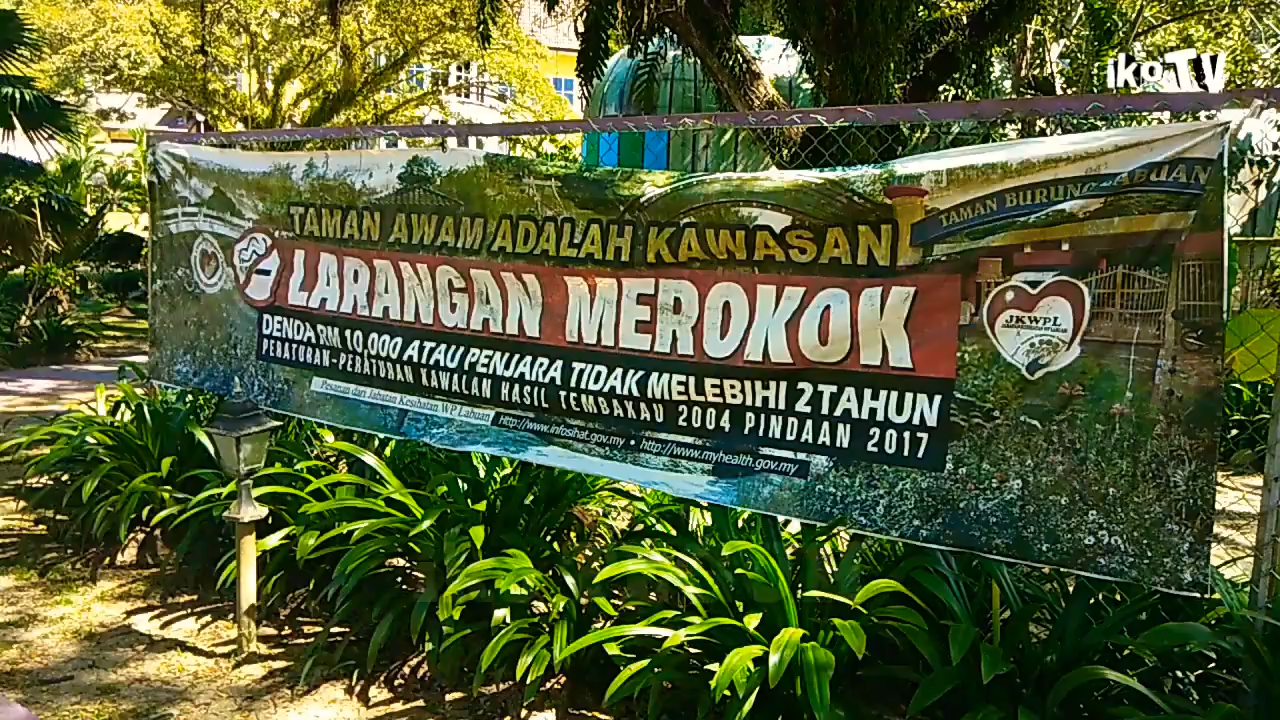 ikoTV
TAMAN BURUNG LABUAN
TAMAN AWAM ADALAH KAWASAN
LARANGAN MEROKOK
JKWPL
DENDA RM 10,000 ATAU PENJARA TIDAK MELEBIHI 2 TAHUN
PERATURAN-PERATURAN KAWALAN HASIL TEMBAKAU 2004 PINDAAN 2017
Pesanan dari Jabatan Kesihatan WP Labuan
http://www.infosihat.gov.my • http://www.myhealth.gov.my